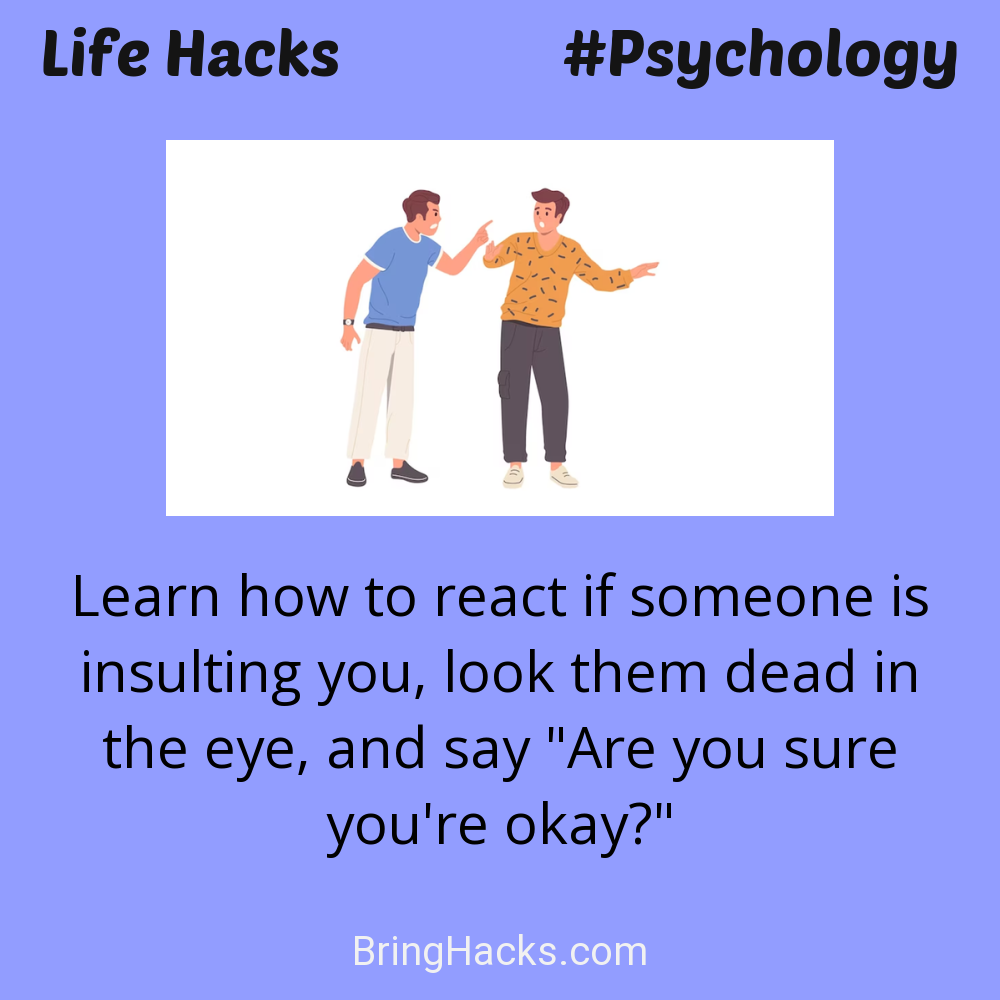 Life Hacks #Psychology
Learn how to react if someone is
insulting you, look them dead in
the eye, and say "Are you sure
you're okay?"
BringHacks.com